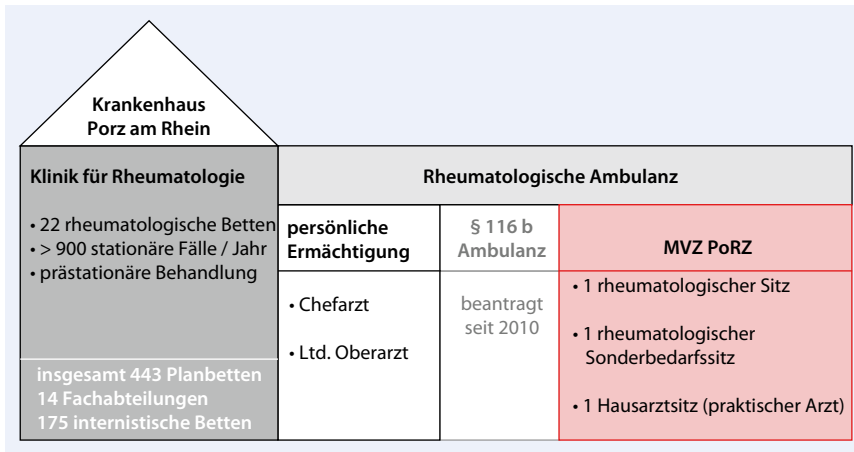 Krankenhaus
Porz am Rhein
Klinik für Rheumatologie
• 22 rheumatologische Betten
• > 900 stationäre Fälle / Jahr
• prästationäre Behandlung
insgesamt 443 Planbetten
14 Fachabteilungen
175 internistische Betten
Rheumatologische Ambulanz
persönliche
Ermächtigung
• Chefarzt
• Ltd. Oberarzt
§ 116 b
Ambulanz
beantragt
seit 2010
MVZ PoRZ
• 1 rheumatologischer Sitz
• 1 rheumatologischer
Sonderbedarfssitz
• 1 Hausarztsitz (praktischer Arzt)